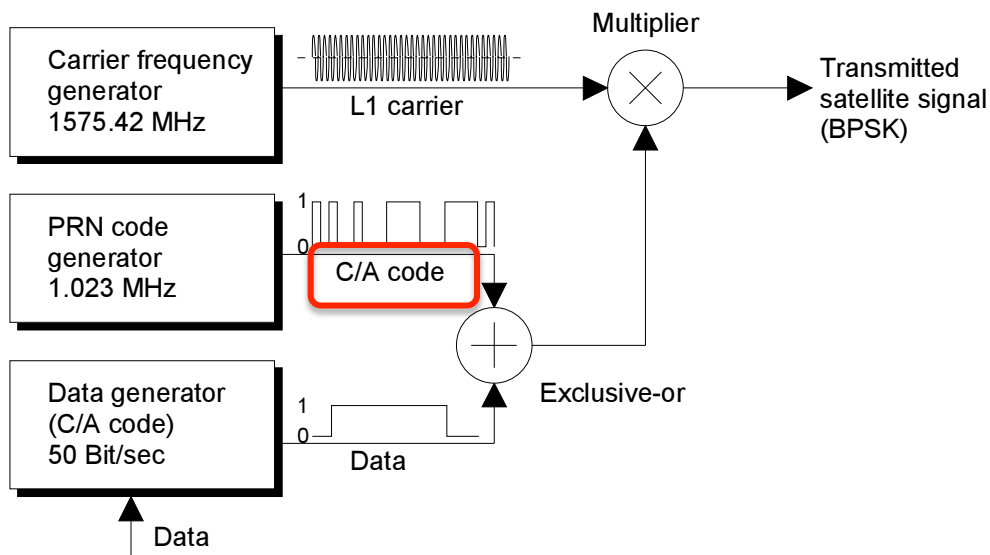 Multiplier
Carrier frequency
generator
1575.42 MHz
L1 carrier
Transmitted
satellite signal
(BPSK)
PRN code
generator
1.023 MHz
1
0
C/A code
Exclusive-or
Data generator
(C/A code)
50 Bit/sec
1
0
Data
Data